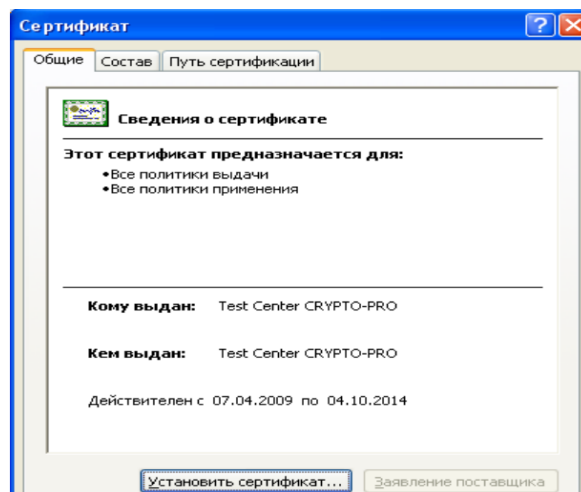 Сертификат
Общие Состав Путь сертификации
Сведения о сертификате
Этот сертификат предназначается для:
•Все политики выдачи
•Все политики применения
Кому выдан: Test Center CRYPTO-PRO
Кем выдан: Test Center CRYPTO-PRO
Действителен с 07.04.2009 по 04.10.2014
Установить сертификат... Заявление поставщика